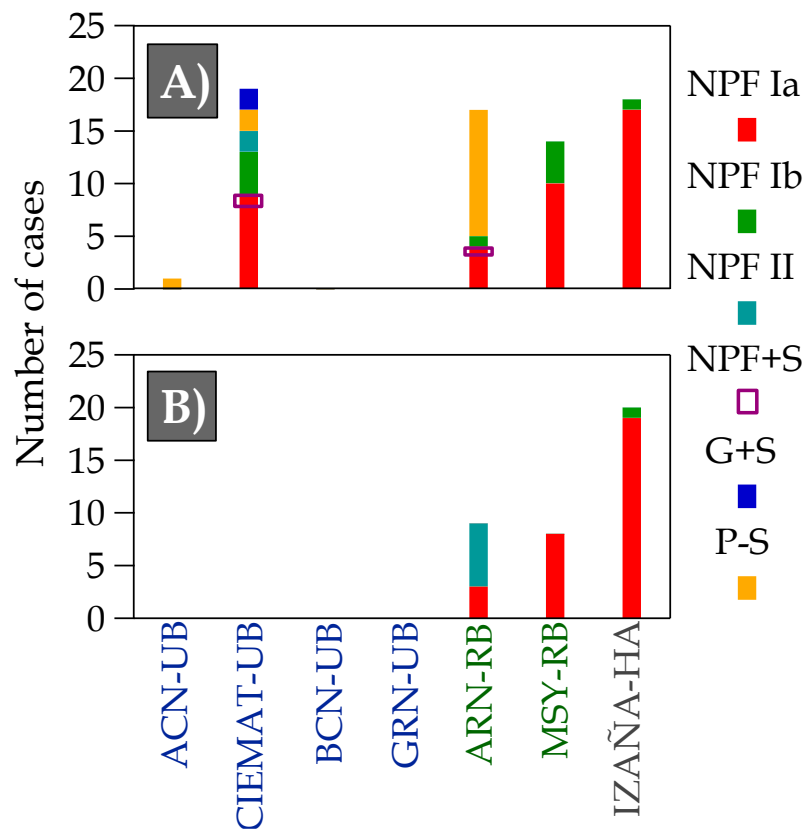 Number of cases
25
20
15
10
5
0
A)
25
20
15
10
5
0
B)
ACN-UB
CIEMAT-UB
BCN-UB
GRN-UB
ARN-RB
MSY-RB
IZAÑA-HA
NPF Ia
NPF Ib
NPF II
NPF+S
G+S
P-S